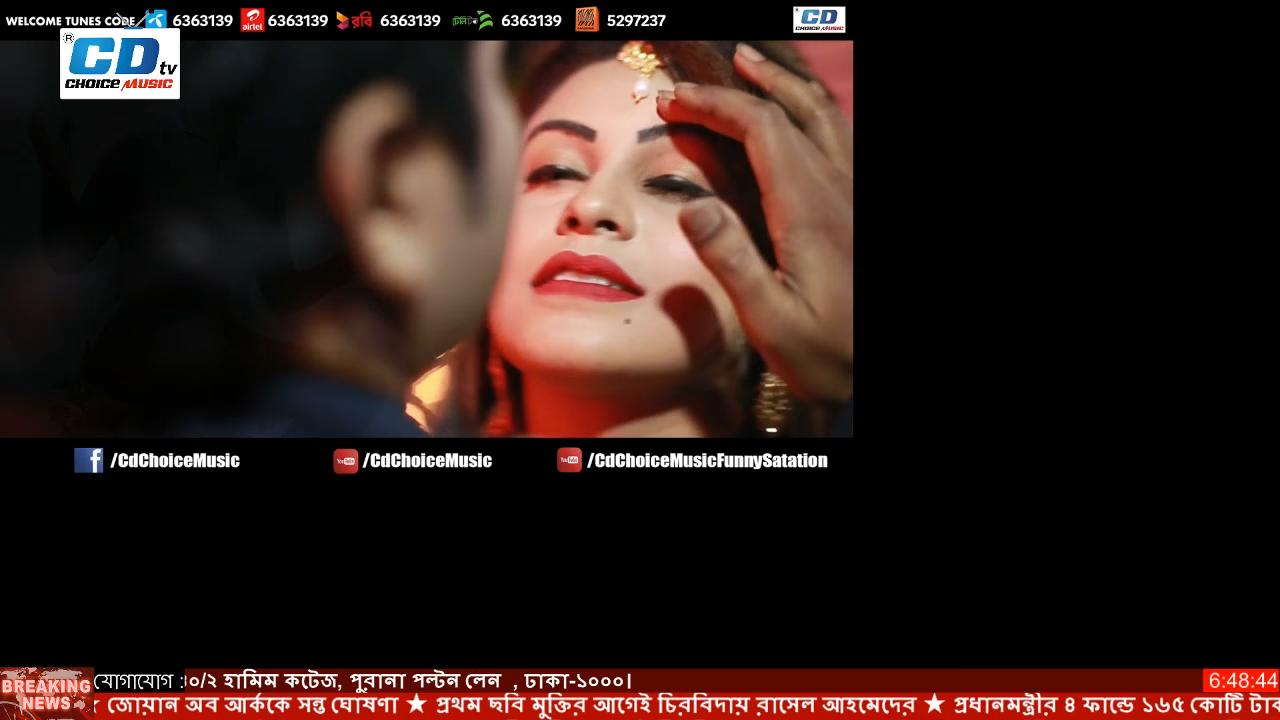 WELCOME TUNES CODE 6363139 airtel 6363139 রবি 6363139 6363139 5297237 CD CHOICE MUSIC
® CD tv
CHOICE MUSIC
/CdChoiceMusic /CdChoiceMusic /CdChoiceMusicFunnySatation
যোগাযোগ : ০/২ হামিম কটেজ, পুরানা পল্টন লেন , ঢাকা-১০০০। 6:48:44
BREAKING NEWS
জোয়ান অব আর্ককে সন্ত ঘোষণা ★ প্রথম ছবি মুক্তির আগেই চিরবিদায় রাসেল আহমেদের ★ প্রধানমন্ত্রীর ৪ ফান্ডে ১৬৫ কোটি